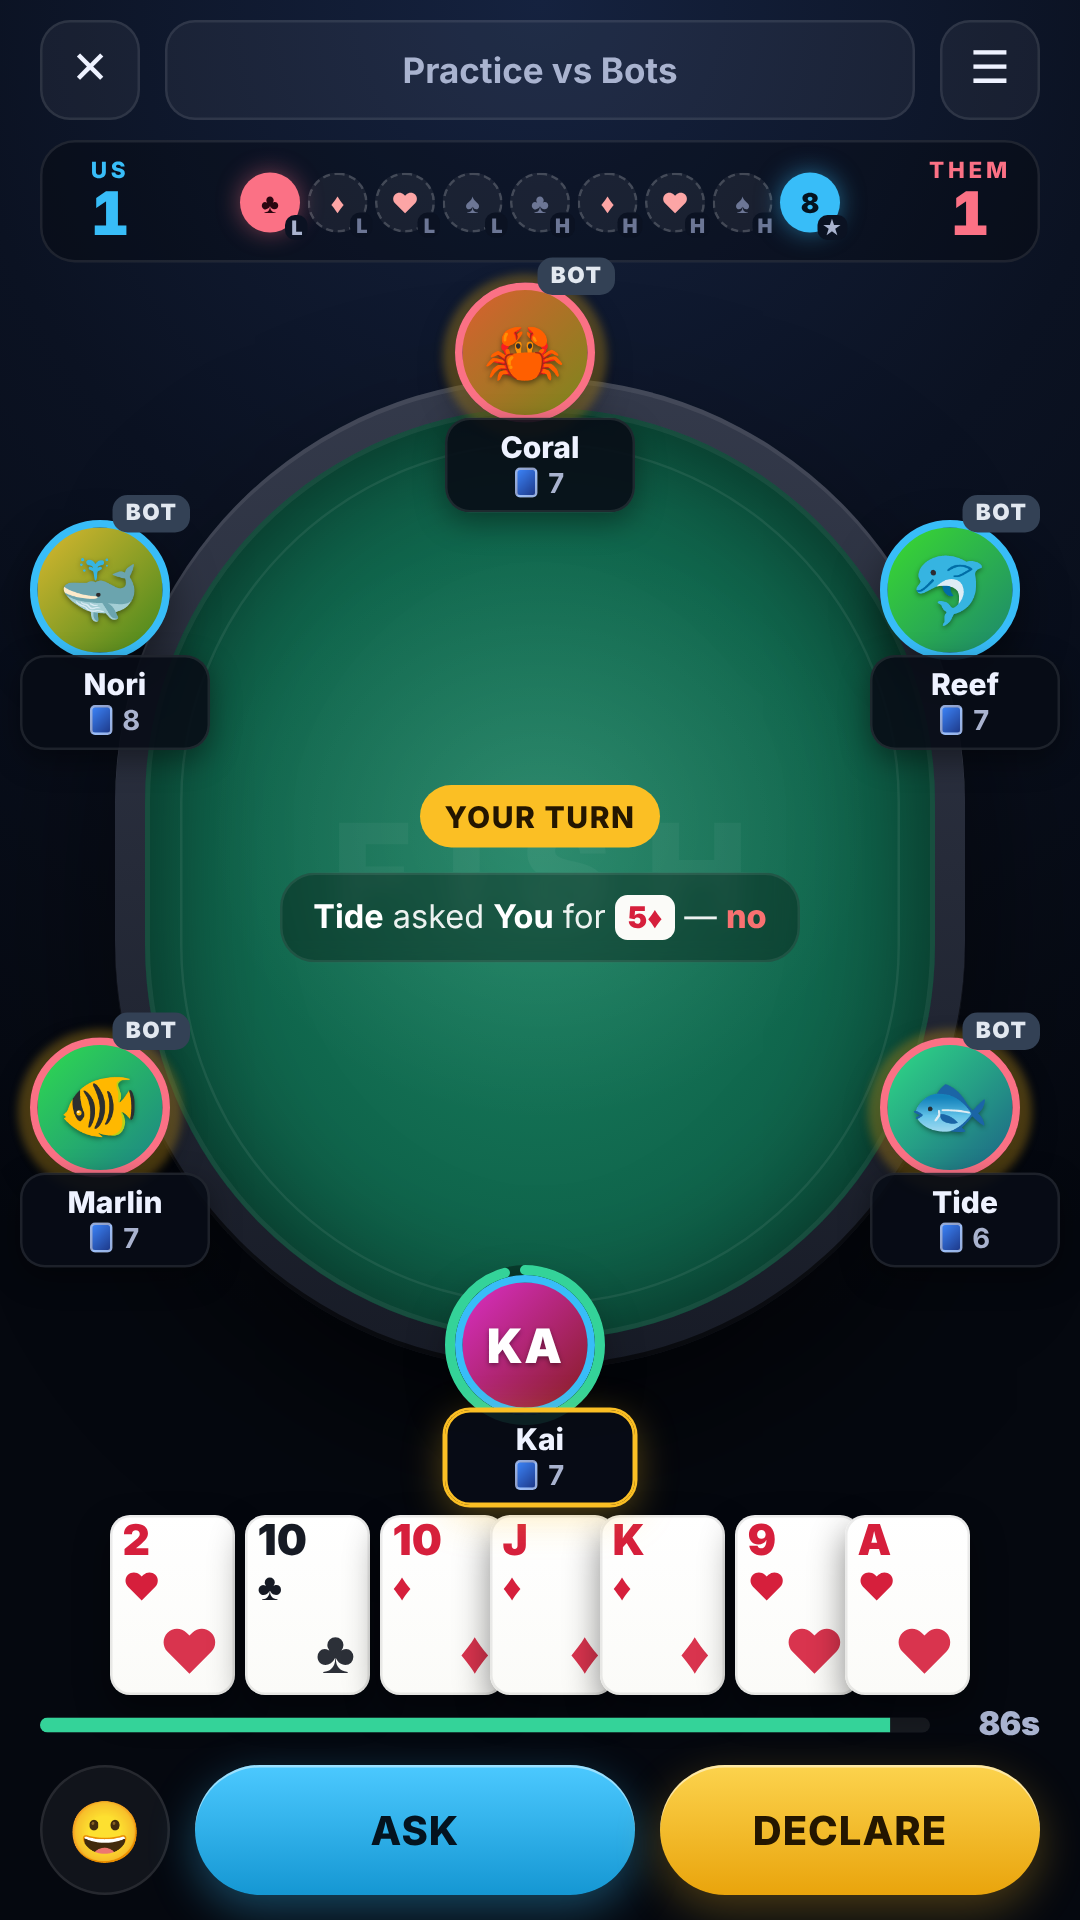 ✕
Practice vs Bots
☰
US
1
♣ L ♦ L ♥ L ♠ L ♣ H ♦ H ♥ H ♠ H 8 ★
THEM
1
BOT
Coral
7
BOT
Nori
8
BOT
Reef
7
FISH
YOUR TURN
Tide asked You for 5♦ — no
BOT
Marlin
7
BOT
Tide
6
KA
Kai
7
2♥ 10♣ 10♦ J♦ K♦ 9♥ A♥
86s
ASK
DECLARE